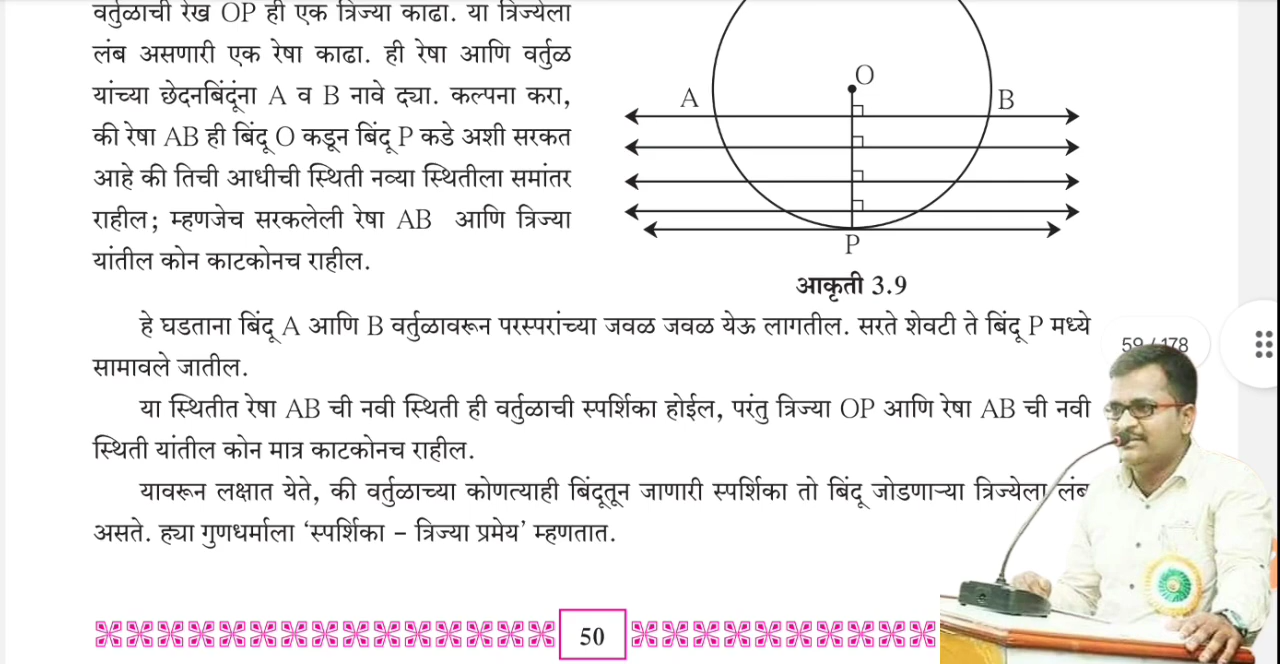 वर्तुळाची रेख OP ही एक त्रिज्या काढा. या त्रिज्येला
लंब असणारी एक रेषा काढा. ही रेषा आणि वर्तुळ
यांच्या छेदनबिंदूंना A व B नावे द्या. कल्पना करा,
की रेषा AB ही बिंदू O कडून बिंदू P कडे अशी सरकत
आहे की तिची आधीची स्थिती नव्या स्थितीला समांतर
राहील; म्हणजेच सरकलेली रेषा AB आणि त्रिज्या
यांतील कोन काटकोनच राहील.
O
A
B
P
आकृती 3.9
हे घडताना बिंदू A आणि B वर्तुळावरून परस्परांच्या जवळ जवळ येऊ लागतील. सरते शेवटी ते बिंदू P मध्ये
सामावले जातील.
59 / 178
या स्थितीत रेषा AB ची नवी स्थिती ही वर्तुळाची स्पर्शिका होईल, परंतु त्रिज्या OP आणि रेषा AB ची नवी
स्थिती यांतील कोन मात्र काटकोनच राहील.
यावरून लक्षात येते, की वर्तुळाच्या कोणत्याही बिंदूतून जाणारी स्पर्शिका तो बिंदू जोडणाऱ्या त्रिज्येला लंब
असते. ह्या गुणधर्माला ‘स्पर्शिका – त्रिज्या प्रमेय’ म्हणतात.
50